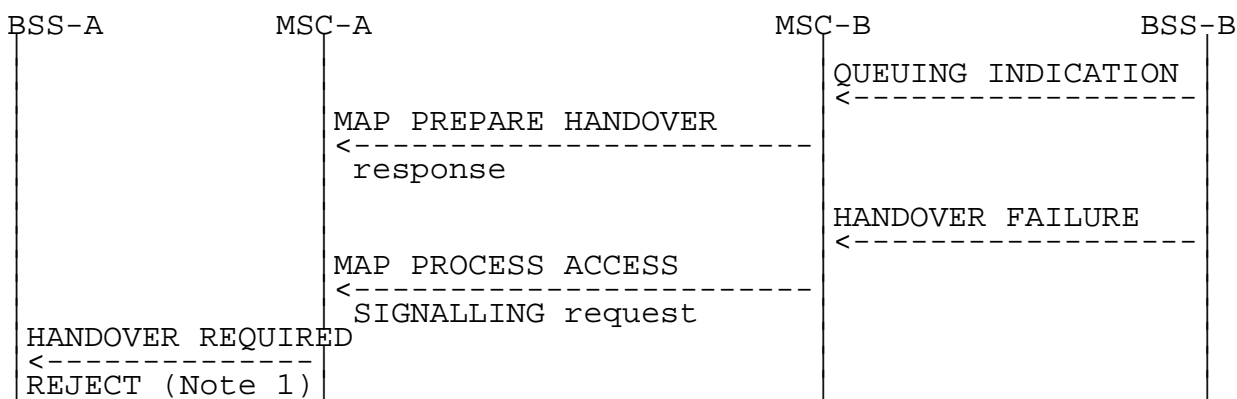 BSS-A MSC-A MSC-B BSS-B
QUEUING INDICATION
MAP PREPARE HANDOVER
response
HANDOVER FAILURE
MAP PROCESS ACCESS
SIGNALLING request
HANDOVER REQUIRED
REJECT (Note 1)